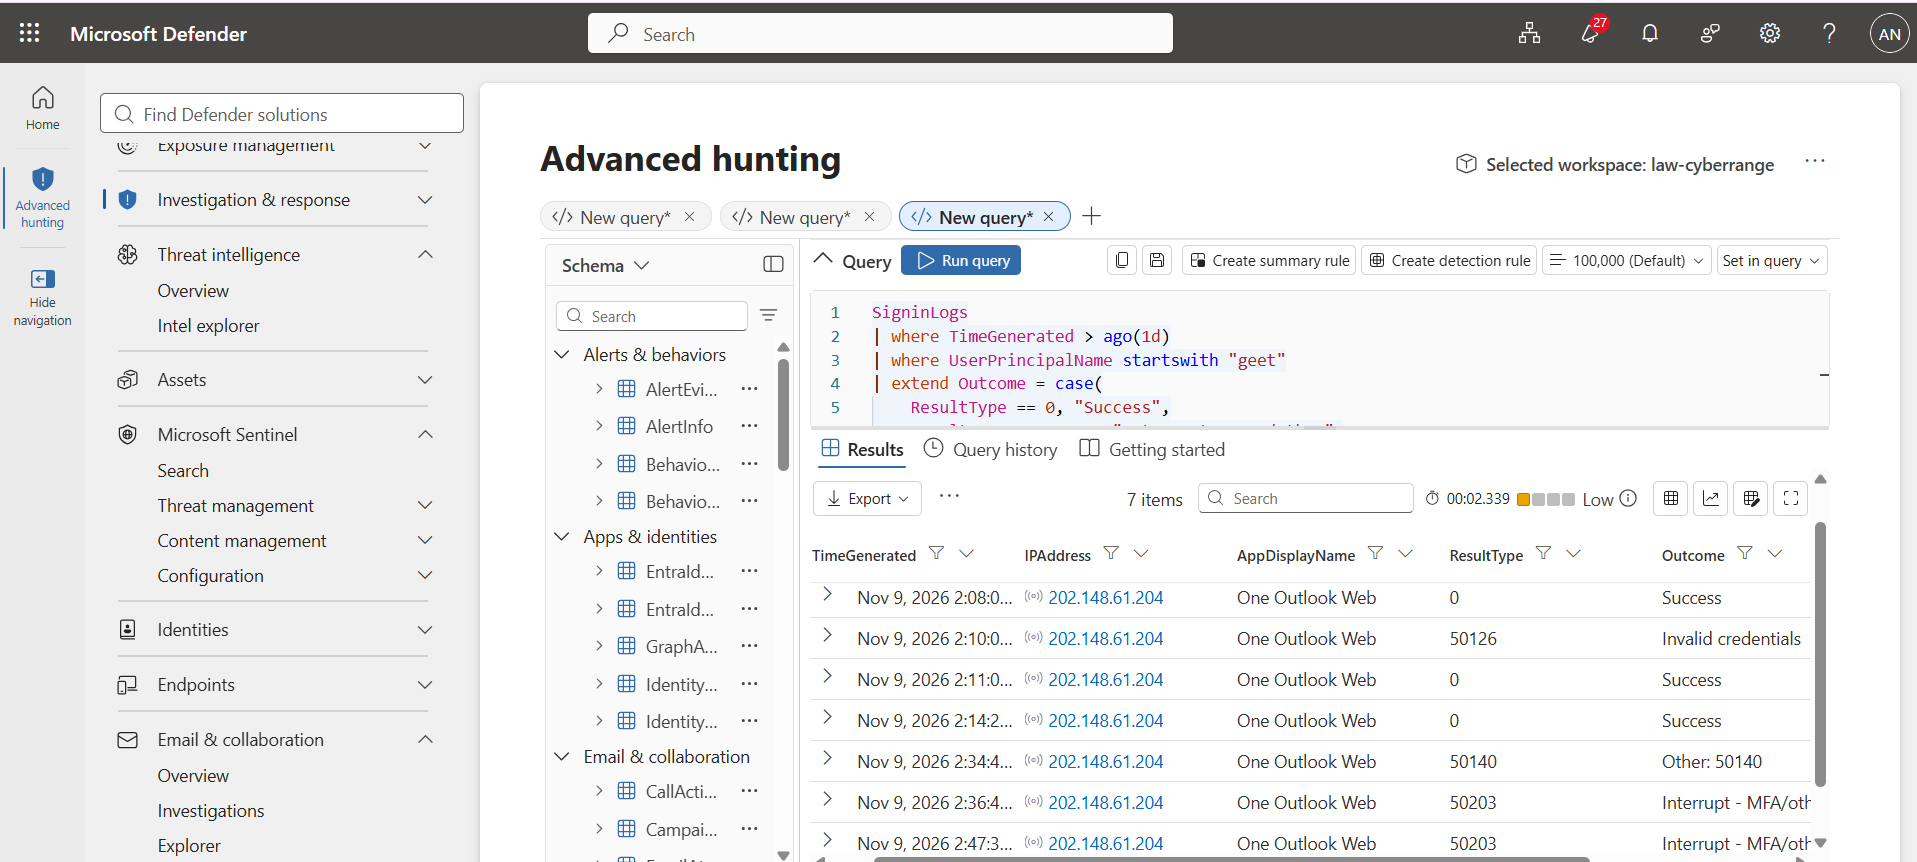 Microsoft Defender
Search
27
AN
Home
Advanced
hunting
Hide
navigation
Find Defender solutions
Exposure management
Investigation & response
Threat intelligence
Overview
Intel explorer
Assets
Microsoft Sentinel
Search
Threat management
Content management
Configuration
Identities
Endpoints
Email & collaboration
Overview
Investigations
Explorer
Advanced hunting
Selected workspace: law-cyberrange
</> New query*
</> New query*
</> New query*
Schema
Search
Alerts & behaviors
AlertEvi...
AlertInfo
Behavio...
Behavio...
Apps & identities
EntraId...
EntraId...
GraphA...
Identity...
Identity...
Email & collaboration
CallActi...
Campai...
Query
Run query
Create summary rule
Create detection rule
100,000 (Default)
Set in query
1 SigninLogs
2 | where TimeGenerated > ago(1d)
3 | where UserPrincipalName startswith "geet"
4 | extend Outcome = case(
5 ResultType == 0, "Success",
Results
Query history
Getting started
Export
7 items
Search
00:02.339
Low
TimeGenerated IPAddress AppDisplayName ResultType Outcome
Nov 9, 2026 2:08:0... 202.148.61.204 One Outlook Web 0 Success
Nov 9, 2026 2:10:0... 202.148.61.204 One Outlook Web 50126 Invalid credentials
Nov 9, 2026 2:11:0... 202.148.61.204 One Outlook Web 0 Success
Nov 9, 2026 2:14:2... 202.148.61.204 One Outlook Web 0 Success
Nov 9, 2026 2:34:4... 202.148.61.204 One Outlook Web 50140 Other: 50140
Nov 9, 2026 2:36:4... 202.148.61.204 One Outlook Web 50203 Interrupt - MFA/oth
Nov 9, 2026 2:47:3... 202.148.61.204 One Outlook Web 50203 Interrupt - MFA/oth